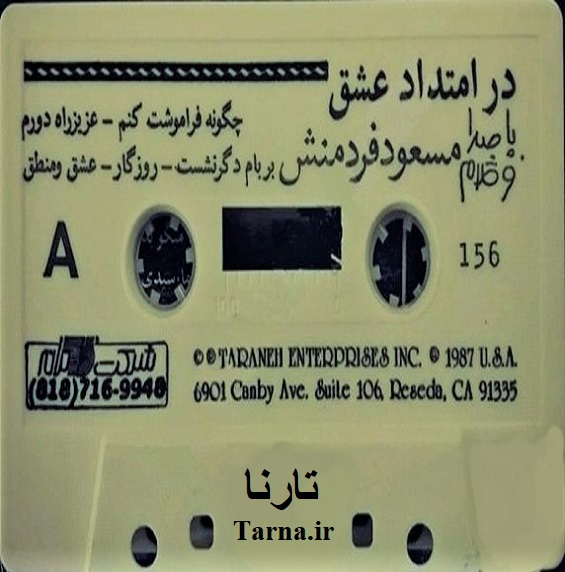 در امتداد عشق
با صدا
و کلام
مسعود فردمنش
چگونه فراموشت کنم - عزیز راه دورم
بر بام دگر نشست - روزگار - عشق و منطق
A
156
شرکت ترانه
(818)716-9948
© ℗ TARANEH ENTERPRISES INC. © 1987 U.S.A.
6901 Canby Ave. Suite 106, Reseda, CA 91335
تارنا
Tarna.ir